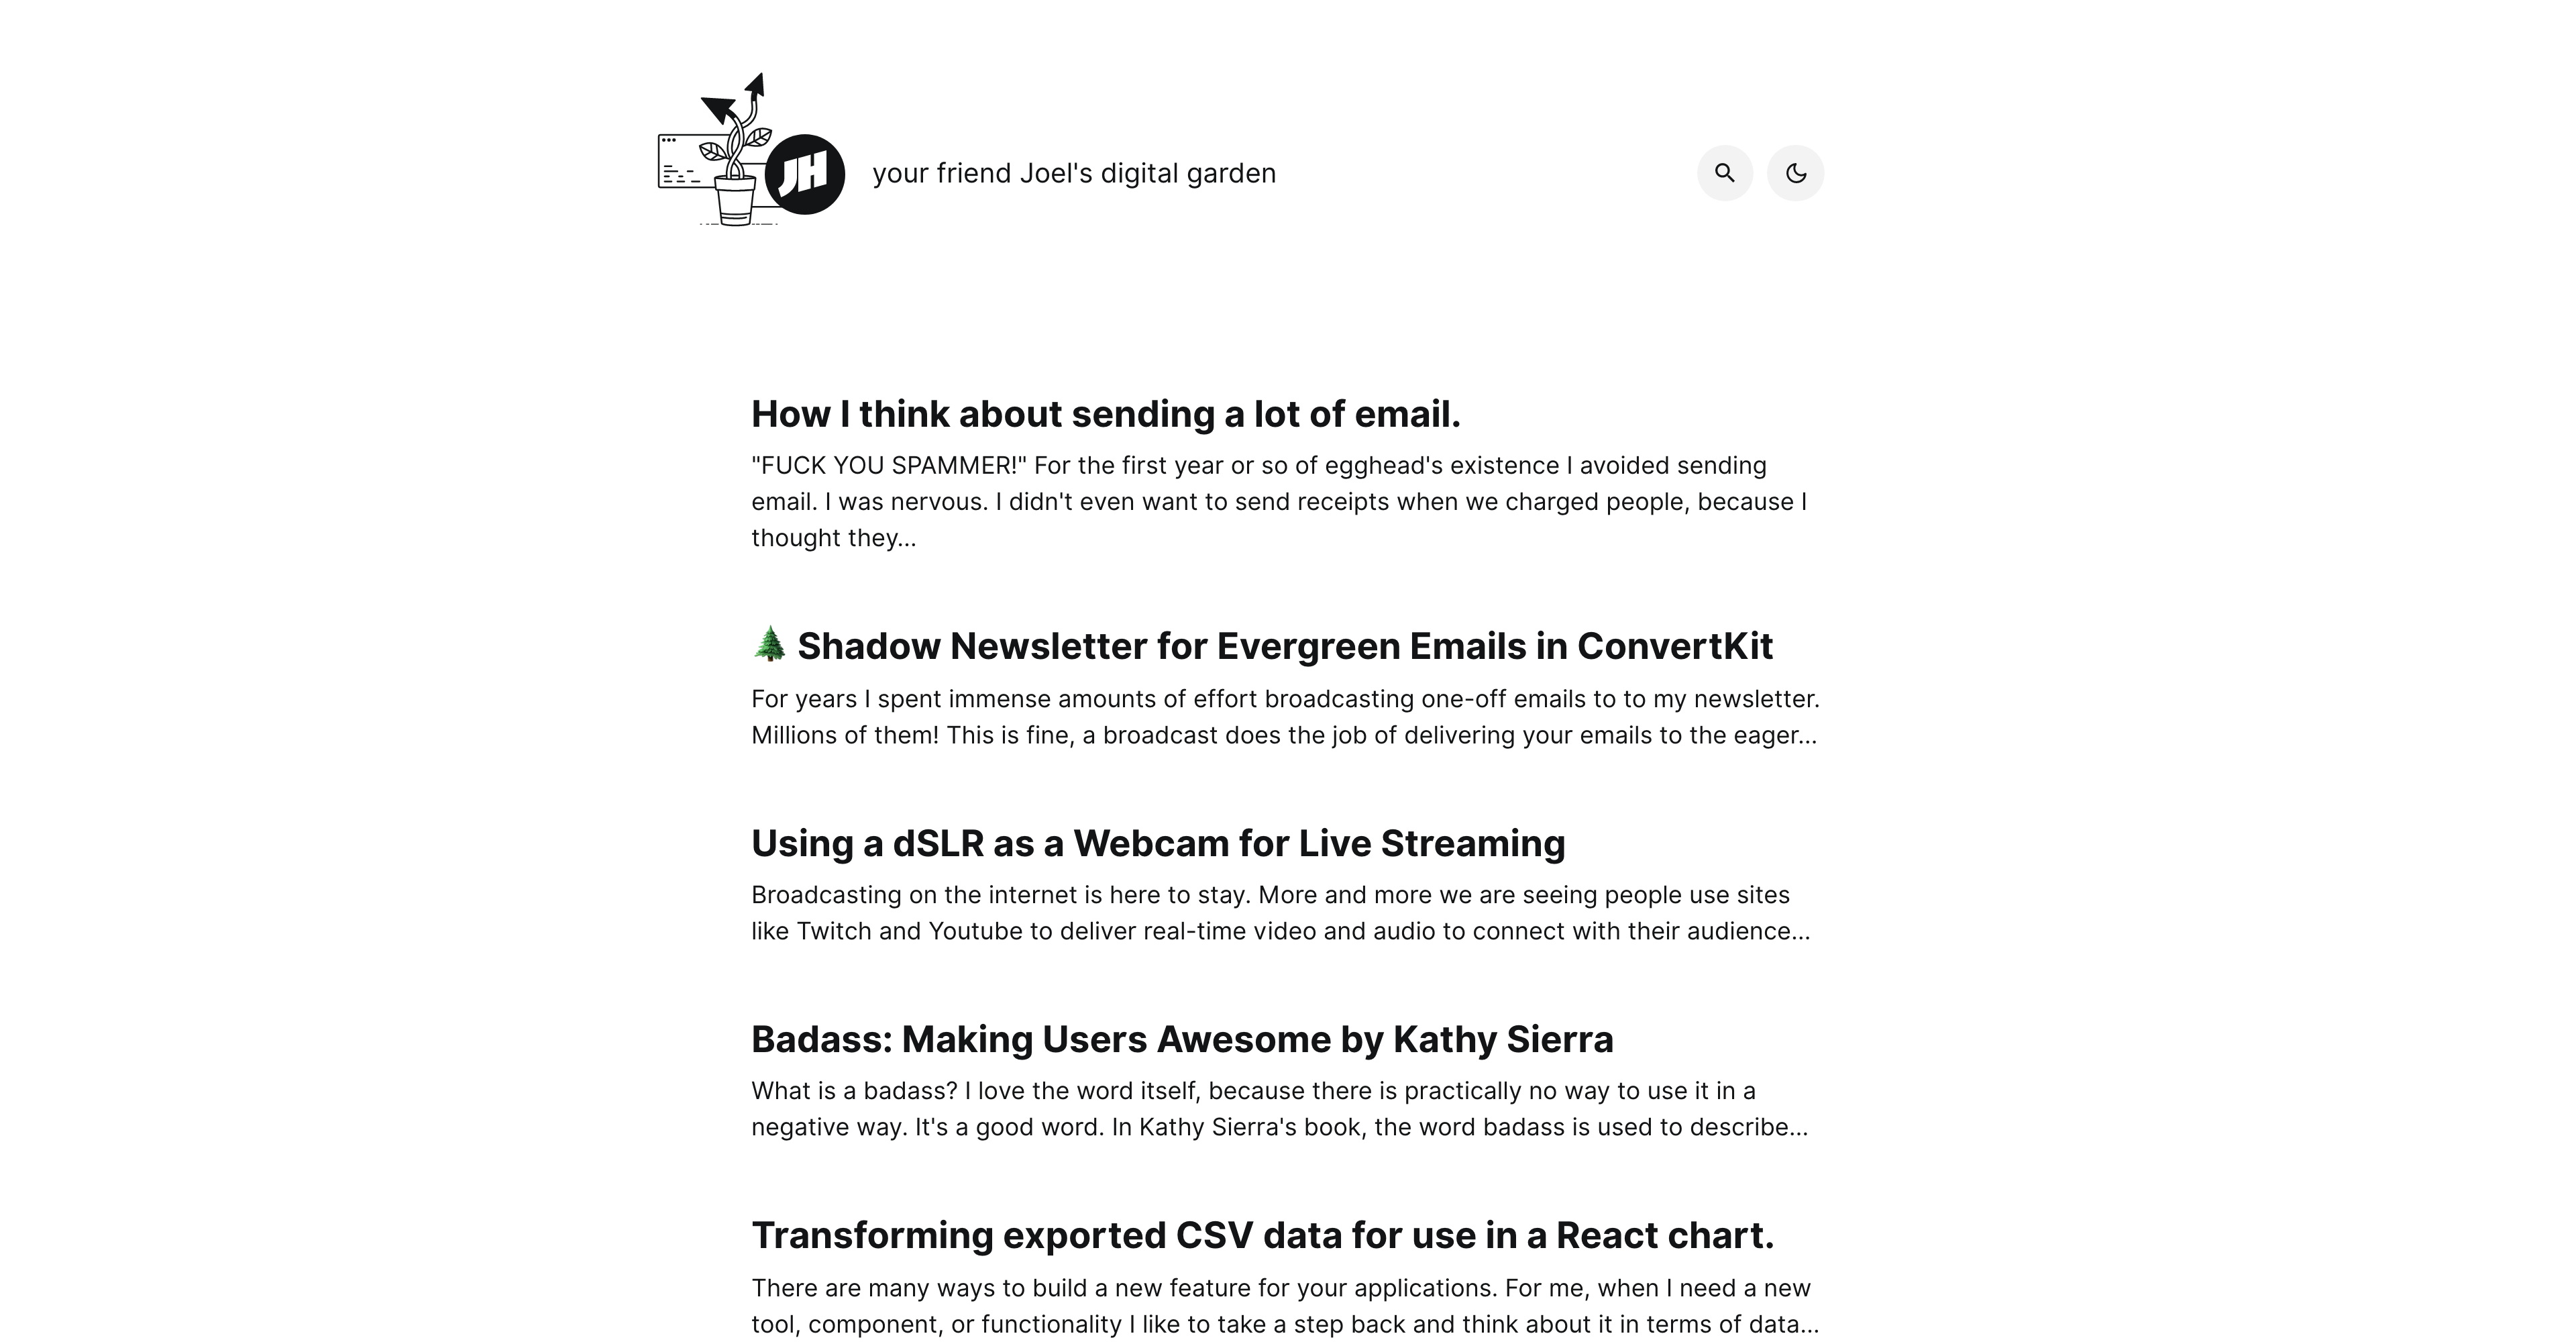 JH
your friend Joel's digital garden
How I think about sending a lot of email.
"FUCK YOU SPAMMER!" For the first year or so of egghead's existence I avoided sending
email. I was nervous. I didn't even want to send receipts when we charged people, because I
thought they...
🌲 Shadow Newsletter for Evergreen Emails in ConvertKit
For years I spent immense amounts of effort broadcasting one-off emails to to my newsletter.
Millions of them! This is fine, a broadcast does the job of delivering your emails to the eager...
Using a dSLR as a Webcam for Live Streaming
Broadcasting on the internet is here to stay. More and more we are seeing people use sites
like Twitch and Youtube to deliver real-time video and audio to connect with their audience...
Badass: Making Users Awesome by Kathy Sierra
What is a badass? I love the word itself, because there is practically no way to use it in a
negative way. It's a good word. In Kathy Sierra's book, the word badass is used to describe...
Transforming exported CSV data for use in a React chart.
There are many ways to build a new feature for your applications. For me, when I need a new
tool, component, or functionality I like to take a step back and think about it in terms of data...